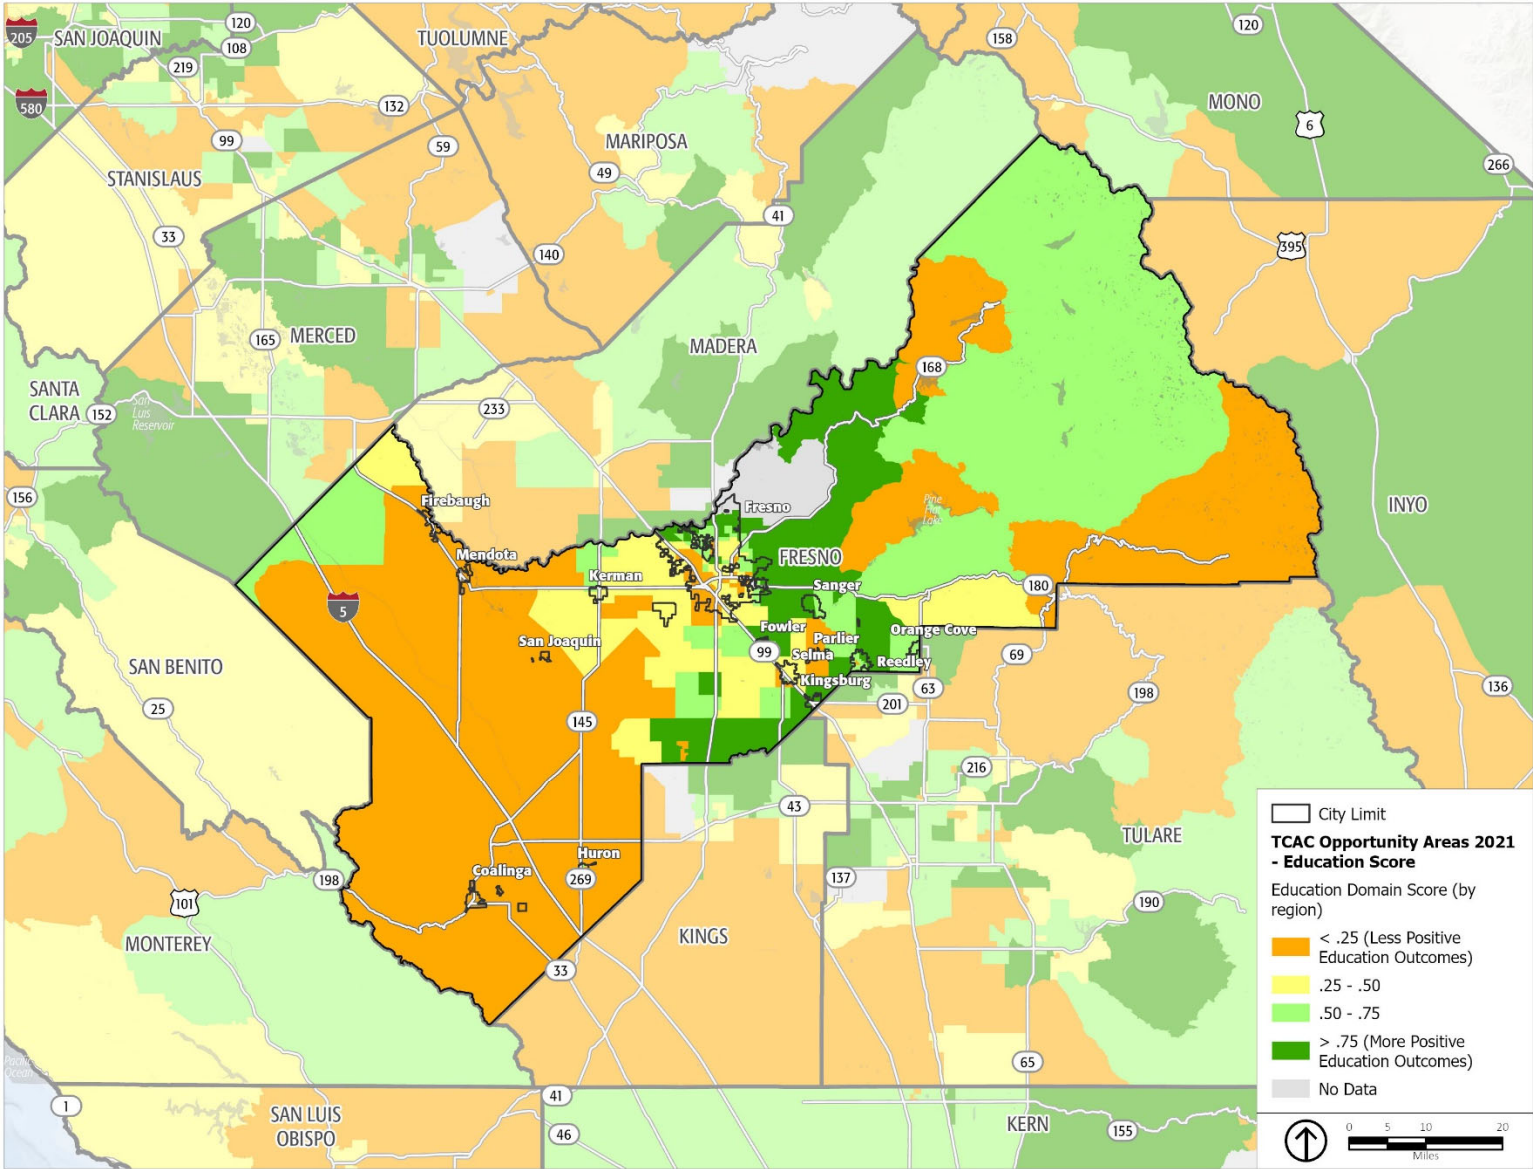 205
SAN JOAQUIN
120
108
219
TUOLUMNE
158
120
580
132
MONO
6
99
59
MARIPOSA
266
STANISLAUS
49
33
41
395
140
165
MERCED
MADERA
168
SANTA
CLARA
152
San
Luis
Reservoir
233
156
Firebaugh
Fresno
Pine
Flat
Lake
INYO
Mendota
FRESNO
Kerman
Sanger
180
5
San Joaquin
Fowler
Parlier
Orange Cove
99
Selma
Reedley
69
SAN BENITO
Kingsburg
63
198
136
25
145
201
216
43
TULARE
Huron
Coalinga
198
269
137
101
190
MONTEREY
KINGS
33
65
Pacific
Ocean
1
41
SAN LUIS
OBISPO
46
KERN
155
City Limit
TCAC Opportunity Areas 2021
- Education Score
Education Domain Score (by
region)
< .25 (Less Positive
Education Outcomes)
.25 - .50
.50 - .75
> .75 (More Positive
Education Outcomes)
No Data
0 5 10 20
Miles